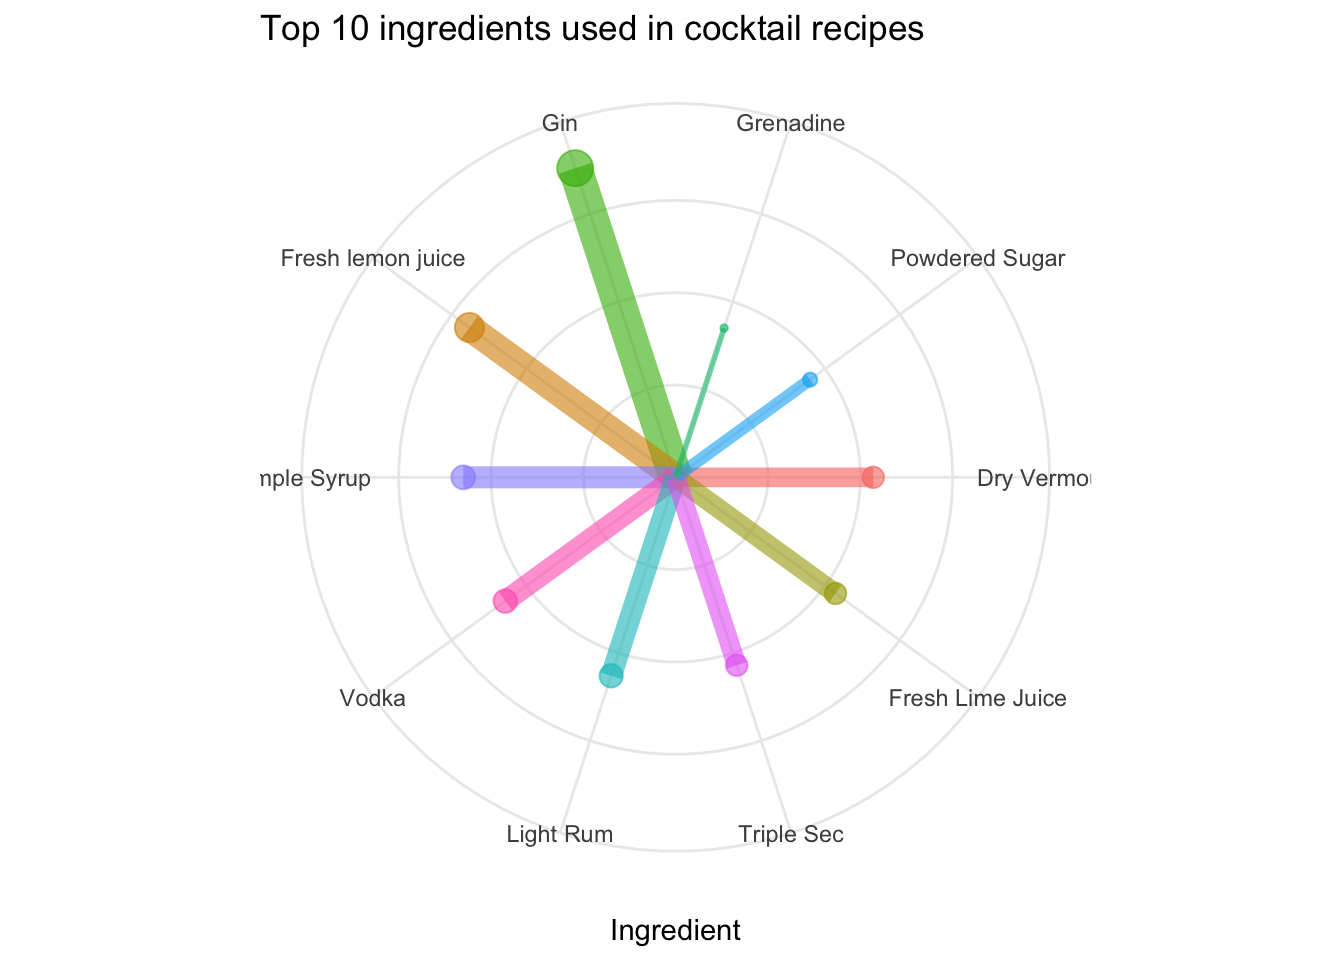 Top 10 ingredients used in cocktail recipes
Gin
Grenadine
Fresh lemon juice
Powdered Sugar
mple Syrup
Dry Vermou
Vodka
Fresh Lime Juice
Light Rum
Triple Sec
Ingredient